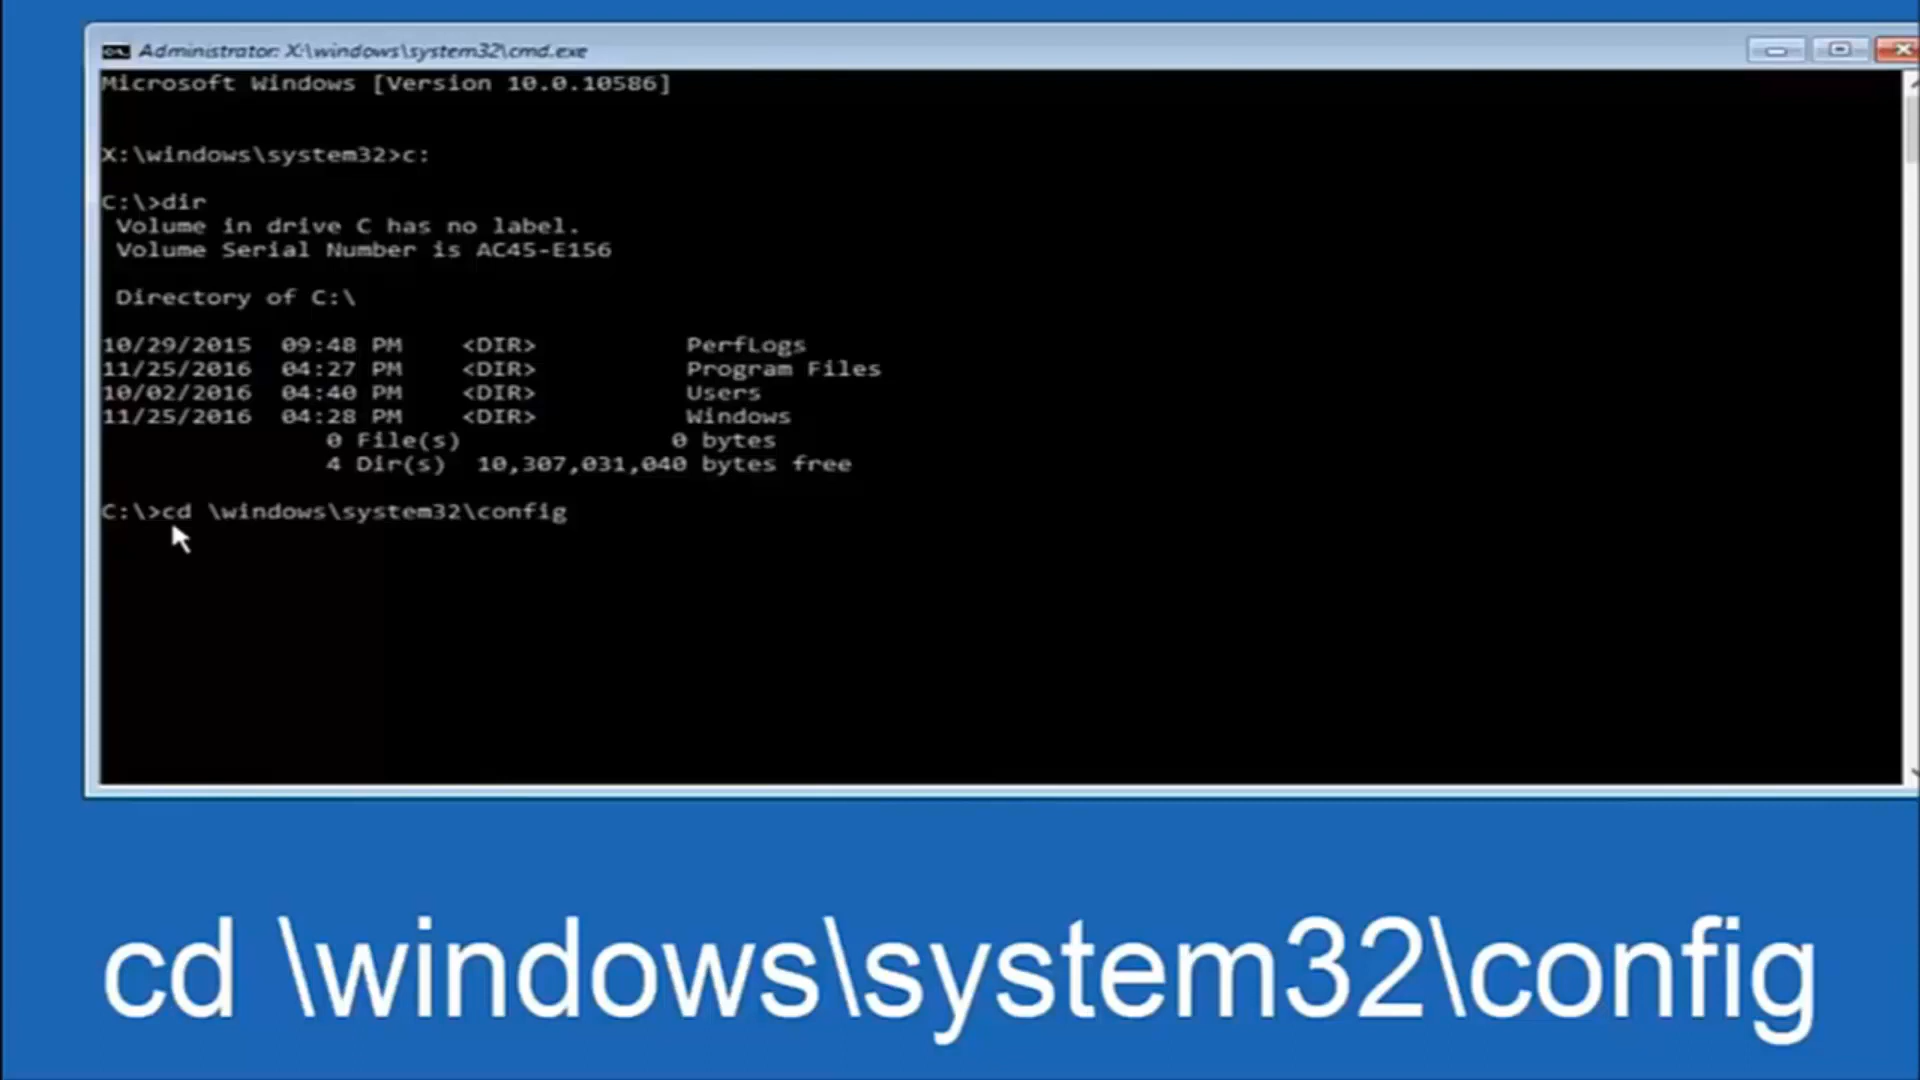 Administrator: X:\windows\system32\cmd.exe
Microsoft Windows [Version 10.0.10586]
X:\windows\system32>c:
C:\>dir
Volume in drive C has no label.
Volume Serial Number is AC45-E156
Directory of C:\
10/29/2015 09:48 PM <DIR> PerfLogs
11/25/2016 04:27 PM <DIR> Program Files
10/02/2016 04:40 PM <DIR> Users
11/25/2016 04:28 PM <DIR> Windows
0 File(s) 0 bytes
4 Dir(s) 10,307,031,040 bytes free
C:\>cd \windows\system32\config
cd \windows\system32\config